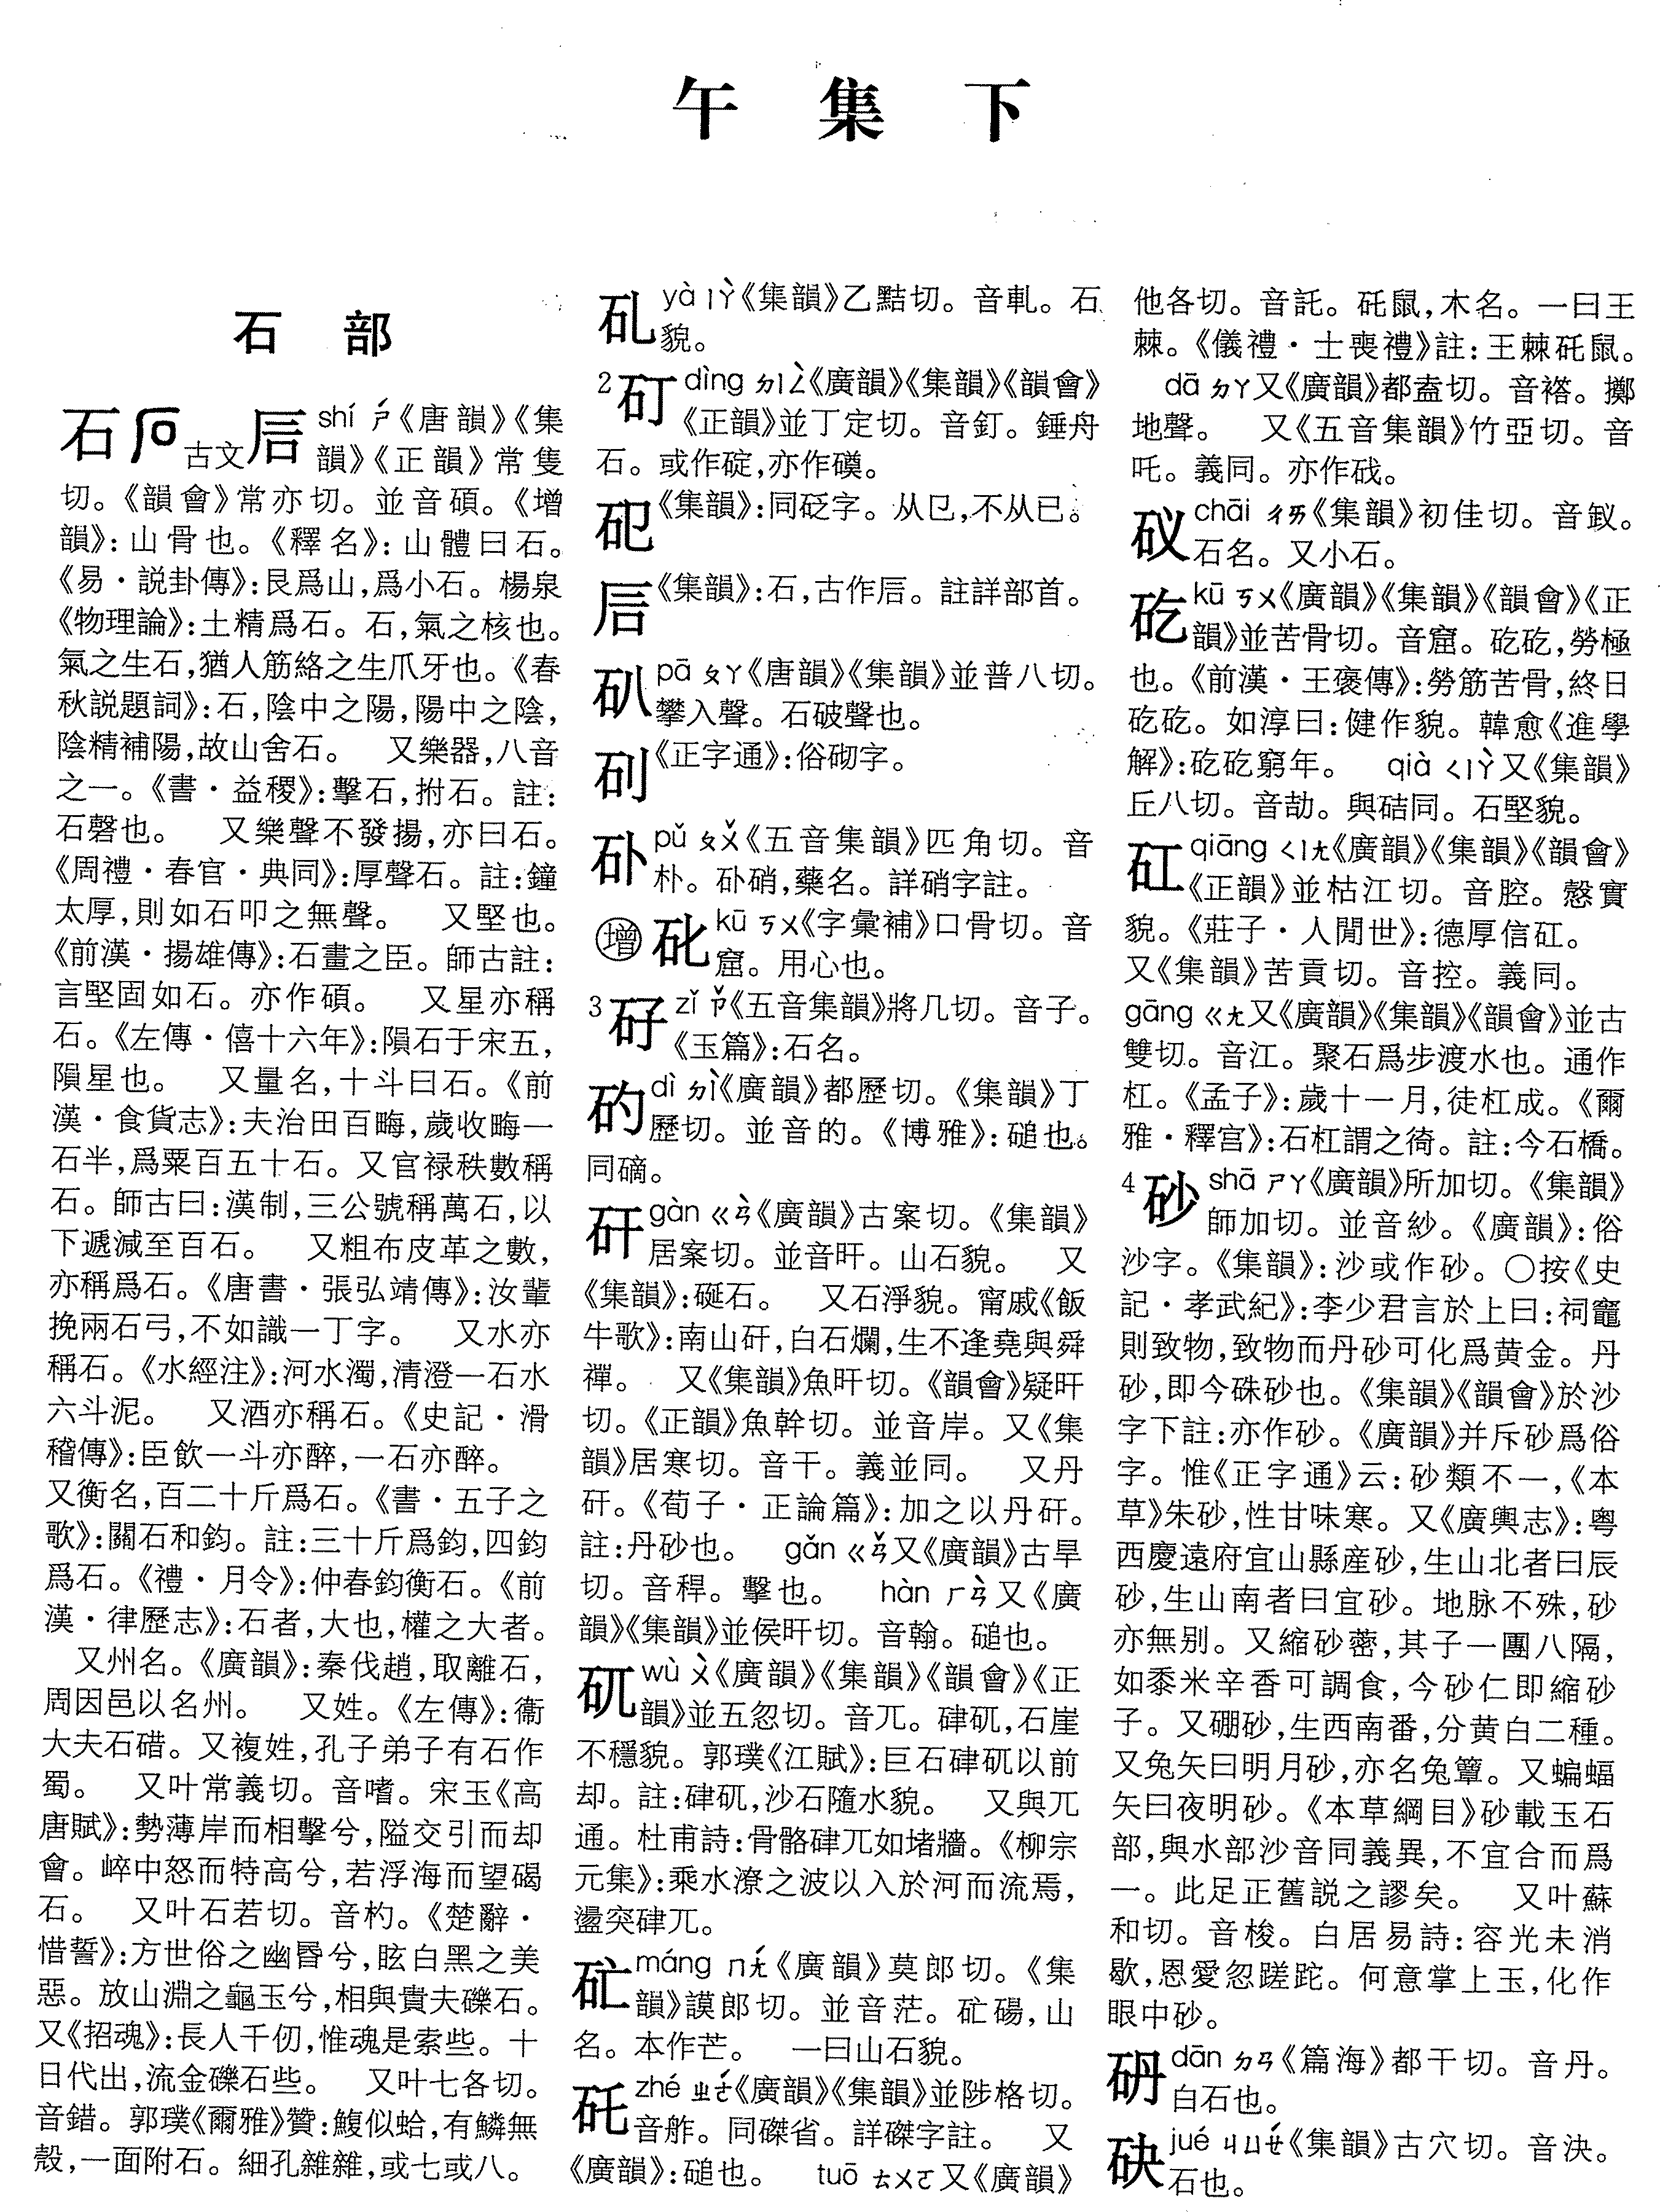 午集下
石部
石 𥐘 古文 𠩺 shí ㄕˊ《唐韻》《集
韻》《正韻》常隻
切。《韻會》常亦切。並音碩。《增
韻》：山骨也。《釋名》：山體曰石。
《易·説卦傳》：艮爲山，爲小石。楊泉
《物理論》：土精爲石。石，氣之核也。
氣之生石，猶人筋絡之生爪牙也。《春
秋説題詞》：石，陰中之陽，陽中之陰，
陰精補陽，故山舍石。 又樂器，八音
之一。《書·益稷》：擊石，拊石。註：
石磬也。 又樂聲不發揚，亦曰石。
《周禮·春官·典同》：厚聲石。註：鐘
太厚，則如石叩之無聲。 又堅也。
《前漢·揚雄傳》：石畫之臣。師古註：
言堅固如石。亦作碩。 又星亦稱
石。《左傳·僖十六年》：隕石于宋五，
隕星也。 又量名，十斗曰石。《前
漢·食貨志》：夫治田百畮，歲收畮一
石半，爲粟百五十石。又官禄秩數稱
石。師古曰：漢制，三公號稱萬石，以
下遞減至百石。 又粗布皮革之數，
亦稱爲石。《唐書·張弘靖傳》：汝輩
挽兩石弓，不如識一丁字。 又水亦
稱石。《水經注》：河水濁，清澄一石水
六斗泥。 又酒亦稱石。《史記·滑
稽傳》：臣飲一斗亦醉，一石亦醉。
又衡名，百二十斤爲石。《書·五子之
歌》：關石和鈞。註：三十斤爲鈞，四鈞
爲石。《禮·月令》：仲春鈞衡石。《前
漢·律歷志》：石者，大也，權之大者。
又州名。《廣韻》：秦伐趙，取離石，
周因邑以名州。 又姓。《左傳》：衞
大夫石碏。又複姓，孔子弟子有石作
蜀。 又叶常義切。音嗜。宋玉《高
唐賦》：勢薄岸而相擊兮，隘交引而却
會。崪中怒而特高兮，若浮海而望碣
石。 又叶石若切。音杓。《楚辭·
惜誓》：方世俗之幽昬兮，眩白黑之美
惡。放山淵之龜玉兮，相與貴夫礫石。
又《招魂》：長人千仞，惟魂是索些。十
日代出，流金礫石些。 又叶七各切。
音錯。郭璞《爾雅》贊：鰒似蛤，有鱗無
殼，一面附石。細孔雜雜，或七或八。
䂲 yà ㄧㄚˋ《集韻》乙黠切。音軋。石
貌。
2 矴 dìng ㄉㄧㄥˋ《廣韻》《集韻》《韻會》
《正韻》並丁定切。音釘。錘舟
石。或作碇，亦作磸。
《集韻》：同砭字。从㔾，不从已。
𠩺 《集韻》：石，古作𠩺。註詳部首。
䂤 pā ㄆㄚ《唐韻》《集韻》並普八切。
攀入聲。石破聲也。
《正字通》：俗砌字。
矺 pǔ ㄆㄨˇ《五音集韻》匹角切。音
朴。硝，藥名。詳硝字註。
增 kū ㄎㄨ《字彙補》口骨切。音
窟。用心也。
3 矷 zǐ ㄗˇ《五音集韻》將几切。音子。
《玉篇》：石名。
矵 dì ㄉㄧˋ《廣韻》都歷切。《集韻》丁
歷切。並音的。《博雅》：磓也。
同磃。
矸 gàn ㄍㄢˋ《廣韻》古案切。《集韻》
居案切。並音旰。山石貌。 又
《集韻》：硟石。 又石淨貌。甯戚《飯
牛歌》：南山矸，白石爛，生不逢堯與舜
禪。 又《集韻》魚旰切。《韻會》疑旰
切。《正韻》魚幹切。並音岸。又《集
韻》居寒切。音干。義並同。 又丹
矸。《荀子·正論篇》：加之以丹矸。
註：丹砂也。 gǎn ㄍㄢˇ又《廣韻》古旱
切。音稈。擊也。 hàn ㄏㄢˋ又《廣
韻》《集韻》並侯旰切。音翰。磓也。
矹 wù ㄨˋ《廣韻》《集韻》《韻會》《正
韻》並五忽切。音兀。硉矹，石崖
不穩貌。郭璞《江賦》：巨石硉矹以前
却。註：硉矹，沙石隨水貌。 又與兀
通。杜甫詩：骨骼硉兀如堵牆。《柳宗
元集》：乘水潦之波以入於河而流焉，
盪突硉兀。
硭 máng ㄇㄤˊ《廣韻》莫郎切。《集
韻》謨郎切。並音茫。䃃碭，山
名。本作芒。 一曰山石貌。
矺 zhé ㄓㄜˊ《廣韻》《集韻》並陟格切。
音舴。同磔省。詳磔字註。 又
《廣韻》：磓也。 tuō ㄊㄨㄛ又《廣韻》
他各切。音託。矺鼠，木名。一曰王
棘。《儀禮·士喪禮》註：王棘矺鼠。
dā ㄉㄚ又《廣韻》都盍切。音褡。擲
地聲。 又《五音集韻》竹亞切。音
吒。義同。亦作䂨。
䂠 chāi ㄔㄞ《集韻》初佳切。音釵。
石名。又小石。
矻 kū ㄎㄨ《廣韻》《集韻》《韻會》《正
韻》並苦骨切。音窟。矻矻，勞極
也。《前漢·王褒傳》：勞筋苦骨，終日
矻矻。如淳曰：健作貌。韓愈《進學
解》：矻矻窮年。 qià ㄑㄧㄚˋ又《集韻》
丘八切。音劼。與硈同。石堅貌。
矼 qiāng ㄑㄧㄤ《廣韻》《集韻》《韻會》
《正韻》並枯江切。音腔。愨實
貌。《莊子·人閒世》：德厚信矼。
又《集韻》苦貢切。音控。義同。
gāng ㄍㄤ又《廣韻》《集韻》《韻會》並古
雙切。音江。聚石爲步渡水也。通作
杠。《孟子》：歲十一月，徒杠成。《爾
雅·釋宫》：石杠謂之徛。註：今石橋。
4 砂 shā ㄕㄚ《廣韻》所加切。《集韻》
師加切。並音紗。《廣韻》：俗
沙字。《集韻》：沙或作砂。○按《史
記·孝武紀》：李少君言於上曰：祠竈
則致物，致物而丹砂可化爲黄金。丹
砂，即今硃砂也。《集韻》《韻會》於沙
字下註：亦作砂。《廣韻》并斥砂爲俗
字。惟《正字通》云：砂類不一，《本
草》朱砂，性甘味寒。又《廣輿志》：粤
西慶遠府宜山縣産砂，生山北者曰辰
砂，生山南者曰宜砂。地脉不殊，砂
亦無别。又縮砂蔤，其子一團八隔，
如黍米辛香可調食，今砂仁即縮砂
子。又硼砂，生西南番，分黄白二種。
又兔矢曰明月砂，亦名兔蕈。又蝙蝠
矢曰夜明砂。《本草綱目》砂載玉石
部，與水部沙音同義異，不宜合而爲
一。此足正舊説之謬矣。 又叶蘇
和切。音梭。白居易詩：容光未消
歇，恩愛忽蹉跎。何意掌上玉，化作
眼中砂。
砃 dān ㄉㄢ《篇海》都干切。音丹。
白石也。
砄 jué ㄐㄩㄝˊ《集韻》古穴切。音決。
石也。